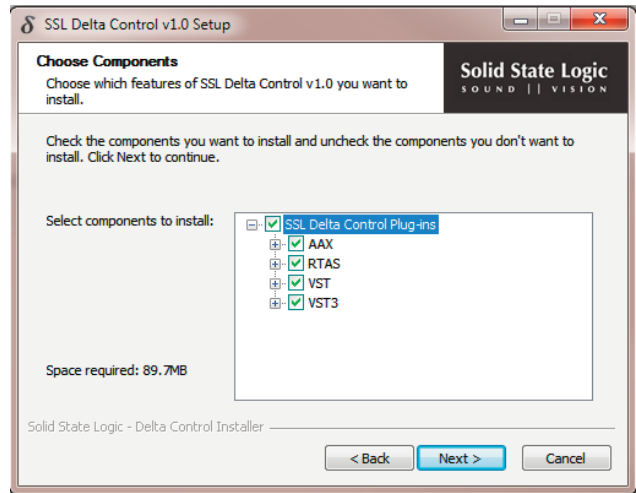 δ SSL Delta Control v1.0 Setup
Choose Components
Choose which features of SSL Delta Control v1.0 you want to
install.
Solid State Logic
SOUND || VISION
Check the components you want to install and uncheck the components you don't want to
install. Click Next to continue.
Select components to install:
SSL Delta Control Plug-ins
AAX
RTAS
VST
VST3
Space required: 89.7MB
Solid State Logic - Delta Control Installer
< Back
Next >
Cancel